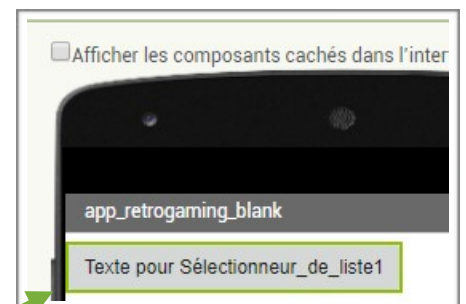 Afficher les composants cachés dans l'inter
app_retrogaming_blank
Texte pour Sélectionneur_de_liste1